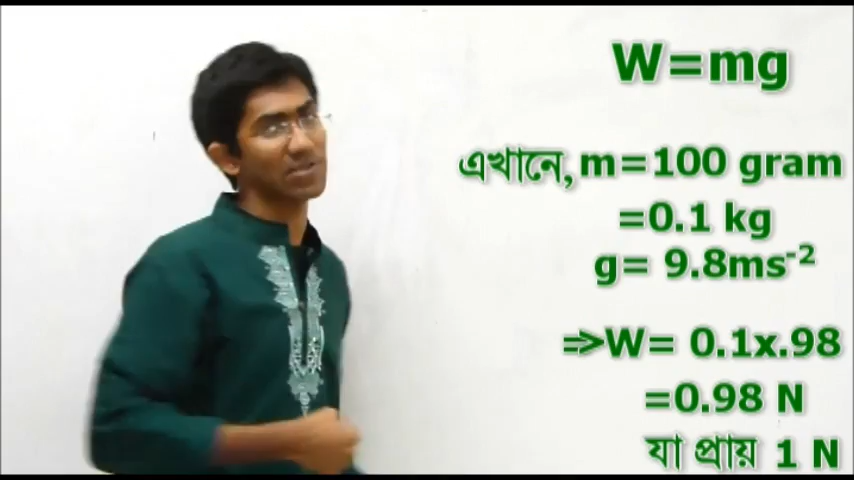 W=mg
এখানে, m=100 gram
=0.1 kg
g= 9.8ms⁻²
=>W= 0.1x.98
=0.98 N
যা প্রায় 1 N